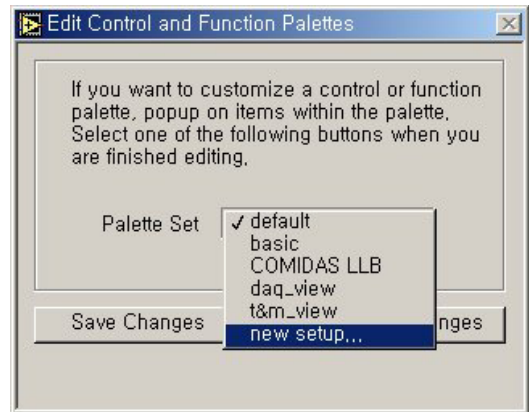 Edit Control and Function Palettes
If you want to customize a control or function
palette, popup on items within the palette,
Select one of the following buttons when you
are finished editing,
Palette Set
✓ default
basic
COMIDAS LLB
daq_view
t&m_view
new setup,,,
Save Changes
nges